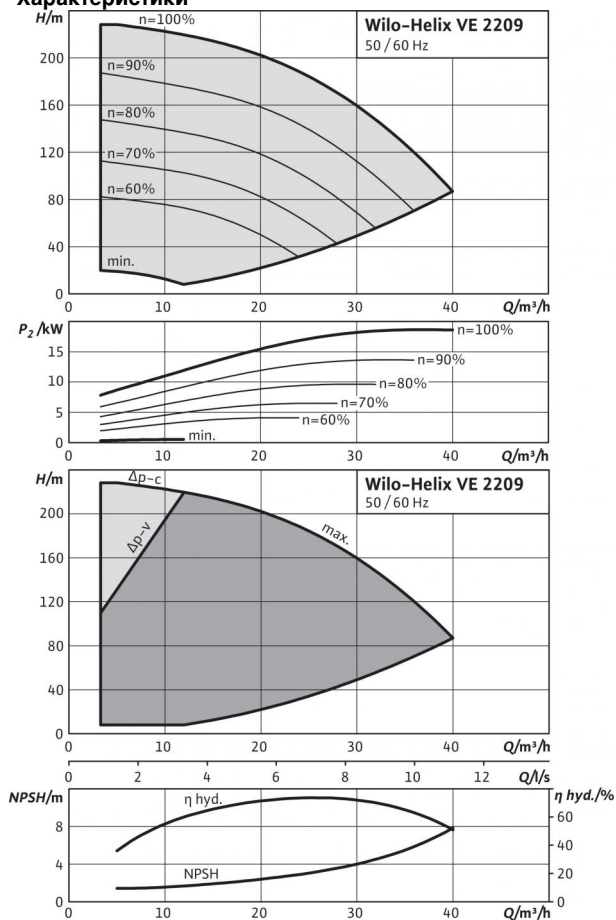 Характеристики
H/m
n=100%
Wilo-Helix VE 2209
50 / 60 Hz
200
n=90%
160
n=80%
120
n=70%
80
n=60%
40
min.
0
0 10 20 30 40 Q/m³/h
P₂ /kW
n=100%
15
n=90%
10
n=80%
n=70%
5
n=60%
min.
0
0 10 20 30 40 Q/m³/h
H/m
Δp-c
Wilo-Helix VE 2209
50 / 60 Hz
200
Δp-v
max.
160
120
80
40
0
0 10 20 30 40 Q/m³/h
0 2 4 6 8 10 12 Q/l/s
NPSH/m
η hyd.
η hyd./%
8
60
40
4
NPSH
20
0
0
0 10 20 30 40 Q/m³/h